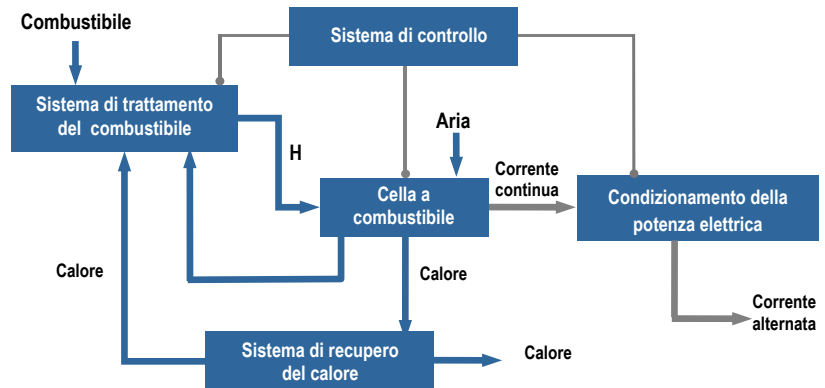 Combustibile
Sistema di controllo
Sistema di trattamento
del combustibile
Aria
H
Corrente
continua
Cella a
combustibile
Condizionamento della
potenza elettrica
Calore
Calore
Corrente
alternata
Sistema di recupero
del calore
Calore